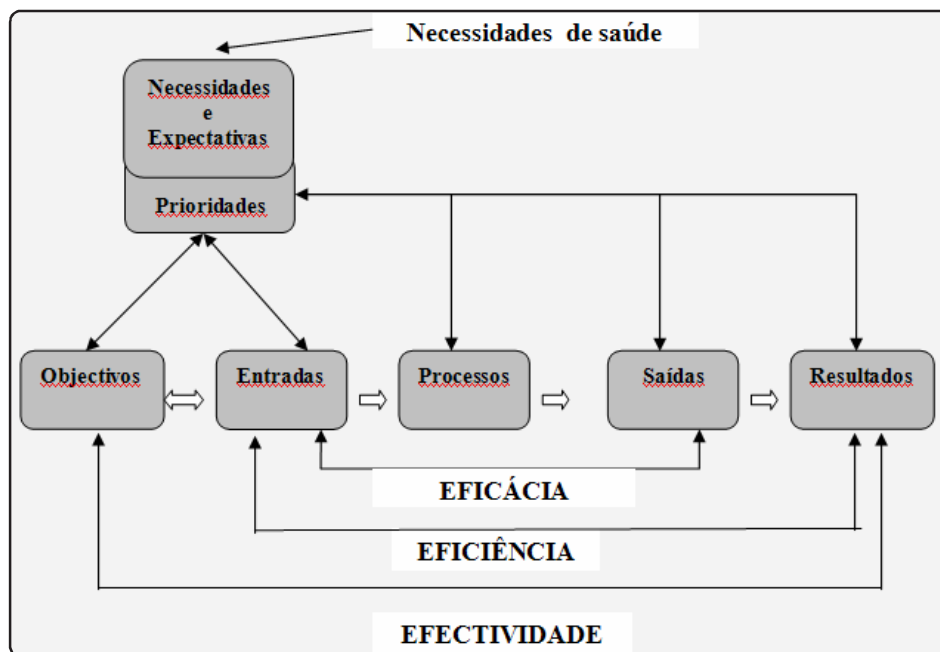 Necessidades de saúde
Necessidades
e
Expectativas
Prioridades
Objectivos
Entradas
Processos
Saídas
Resultados
EFICÁCIA
EFICIÊNCIA
EFECTIVIDADE